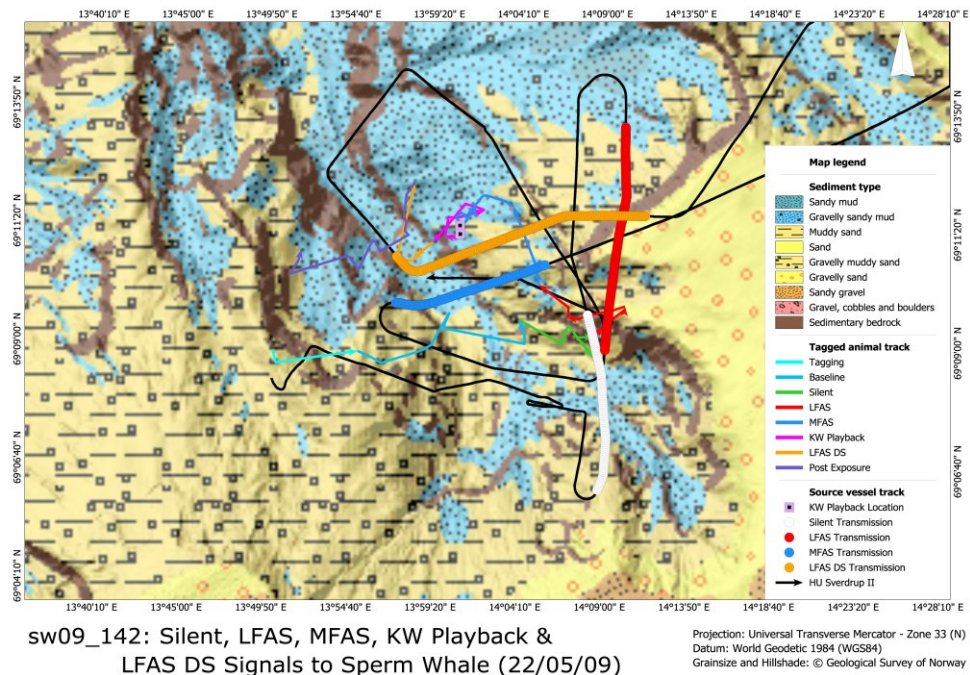 13°40'10" E 13°45'00" E 13°49'50" E 13°54'40" E 13°59'20" E 14°04'10" E 14°09'00" E 14°13'50" E 14°18'40" E 14°23'20" E 14°28'10" E
69°13'50" N
69°13'50" N
69°11'20" N
69°11'20" N
69°09'00" N
69°09'00" N
69°06'40" N
69°06'40" N
69°04'10" N
69°04'10" N
Map legend
Sediment type
Sandy mud
Gravelly sandy mud
Muddy sand
Sand
Gravelly muddy sand
Gravelly sand
Sandy gravel
Gravel, cobbles and boulders
Sedimentary bedrock
Tagged animal track
Tagging
Baseline
Silent
LFAS
MFAS
KW Playback
LFAS DS
Post Exposure
Source vessel track
KW Playback Location
Silent Transmission
LFAS Transmission
MFAS Transmission
LFAS DS Transmission
HU Sverdrup II
13°40'10" E 13°45'00" E 13°49'50" E 13°54'40" E 13°59'20" E 14°04'10" E 14°09'00" E 14°13'50" E 14°18'40" E 14°23'20" E 14°28'10" E
sw09_142: Silent, LFAS, MFAS, KW Playback &
LFAS DS Signals to Sperm Whale (22/05/09)
Projection: Universal Transverse Mercator - Zone 33 (N)
Datum: World Geodetic 1984 (WGS84)
Grainsize and Hillshade: © Geological Survey of Norway